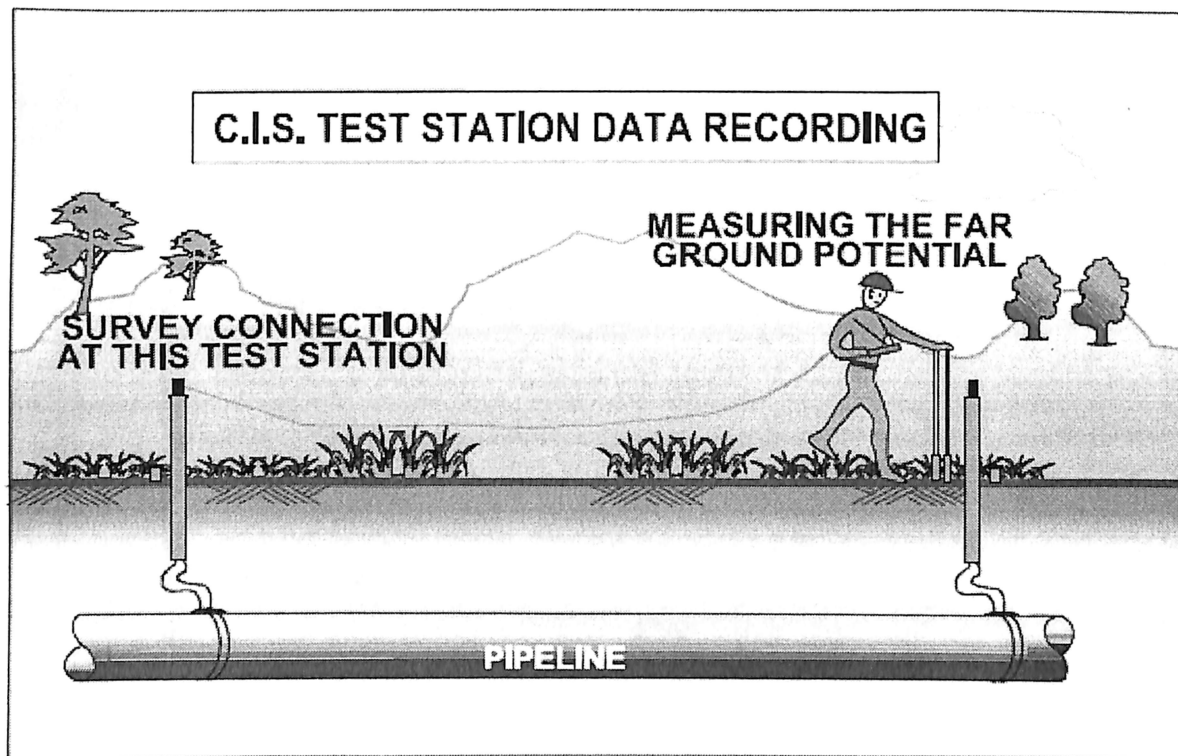 C.I.S. TEST STATION DATA RECORDING
MEASURING THE FAR
GROUND POTENTIAL
SURVEY CONNECTION
AT THIS TEST STATION
PIPELINE